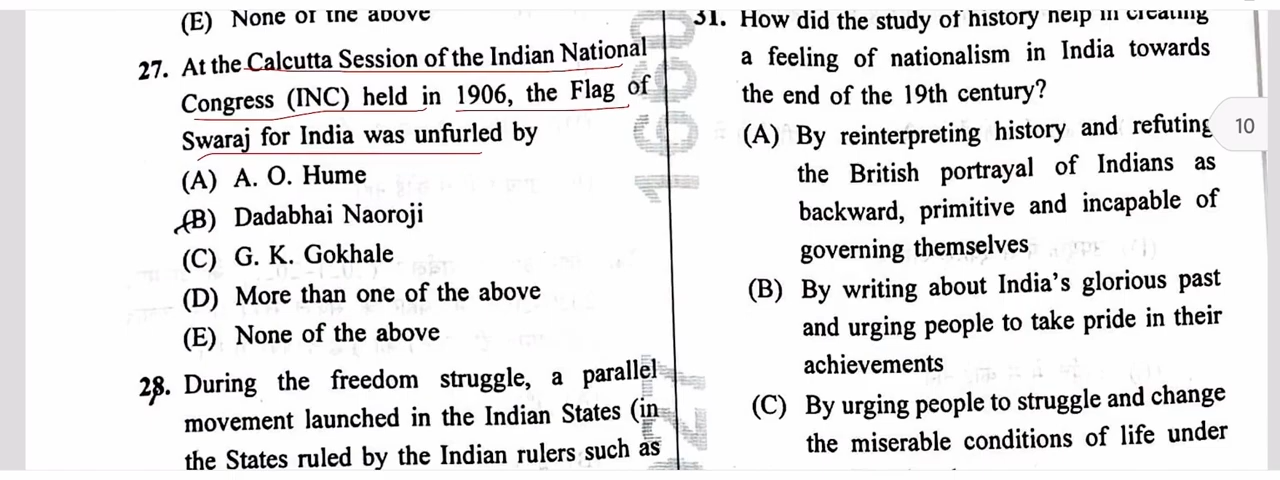 (E) None of the above
27. At the Calcutta Session of the Indian National
Congress (INC) held in 1906, the Flag of
Swaraj for India was unfurled by
(A) A. O. Hume
(B) Dadabhai Naoroji
(C) G. K. Gokhale
(D) More than one of the above
(E) None of the above
28. During the freedom struggle, a parallel
movement launched in the Indian States (in
the States ruled by the Indian rulers such as
31. How did the study of history help in creating
a feeling of nationalism in India towards
the end of the 19th century?
(A) By reinterpreting history and refuting
the British portrayal of Indians as
backward, primitive and incapable of
governing themselves
(B) By writing about India's glorious past
and urging people to take pride in their
achievements
(C) By urging people to struggle and change
the miserable conditions of life under
10